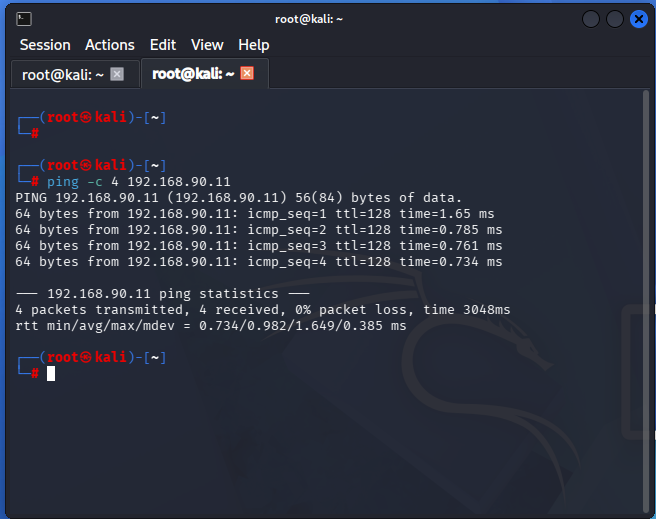 root@kali: ~
Session Actions Edit View Help
root@kali: ~ root@kali: ~
┌──(root㉿kali)-[~]
└─#
┌──(root㉿kali)-[~]
└─# ping -c 4 192.168.90.11
PING 192.168.90.11 (192.168.90.11) 56(84) bytes of data.
64 bytes from 192.168.90.11: icmp_seq=1 ttl=128 time=1.65 ms
64 bytes from 192.168.90.11: icmp_seq=2 ttl=128 time=0.785 ms
64 bytes from 192.168.90.11: icmp_seq=3 ttl=128 time=0.761 ms
64 bytes from 192.168.90.11: icmp_seq=4 ttl=128 time=0.734 ms
--- 192.168.90.11 ping statistics ---
4 packets transmitted, 4 received, 0% packet loss, time 3048ms
rtt min/avg/max/mdev = 0.734/0.982/1.649/0.385 ms
┌──(root㉿kali)-[~]
└─#